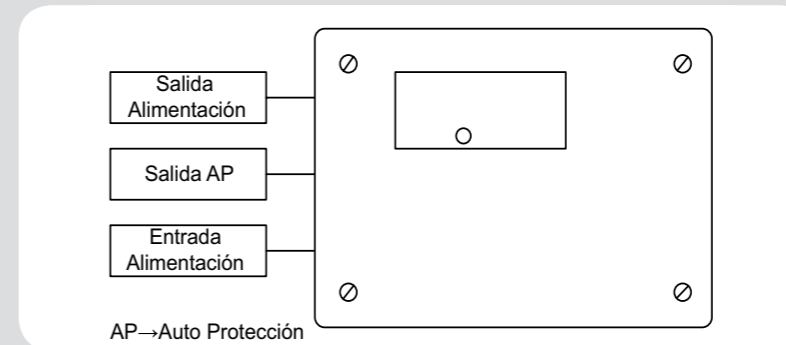 Salida
Alimentación
Salida AP
Entrada
Alimentación
AP→Auto Protección